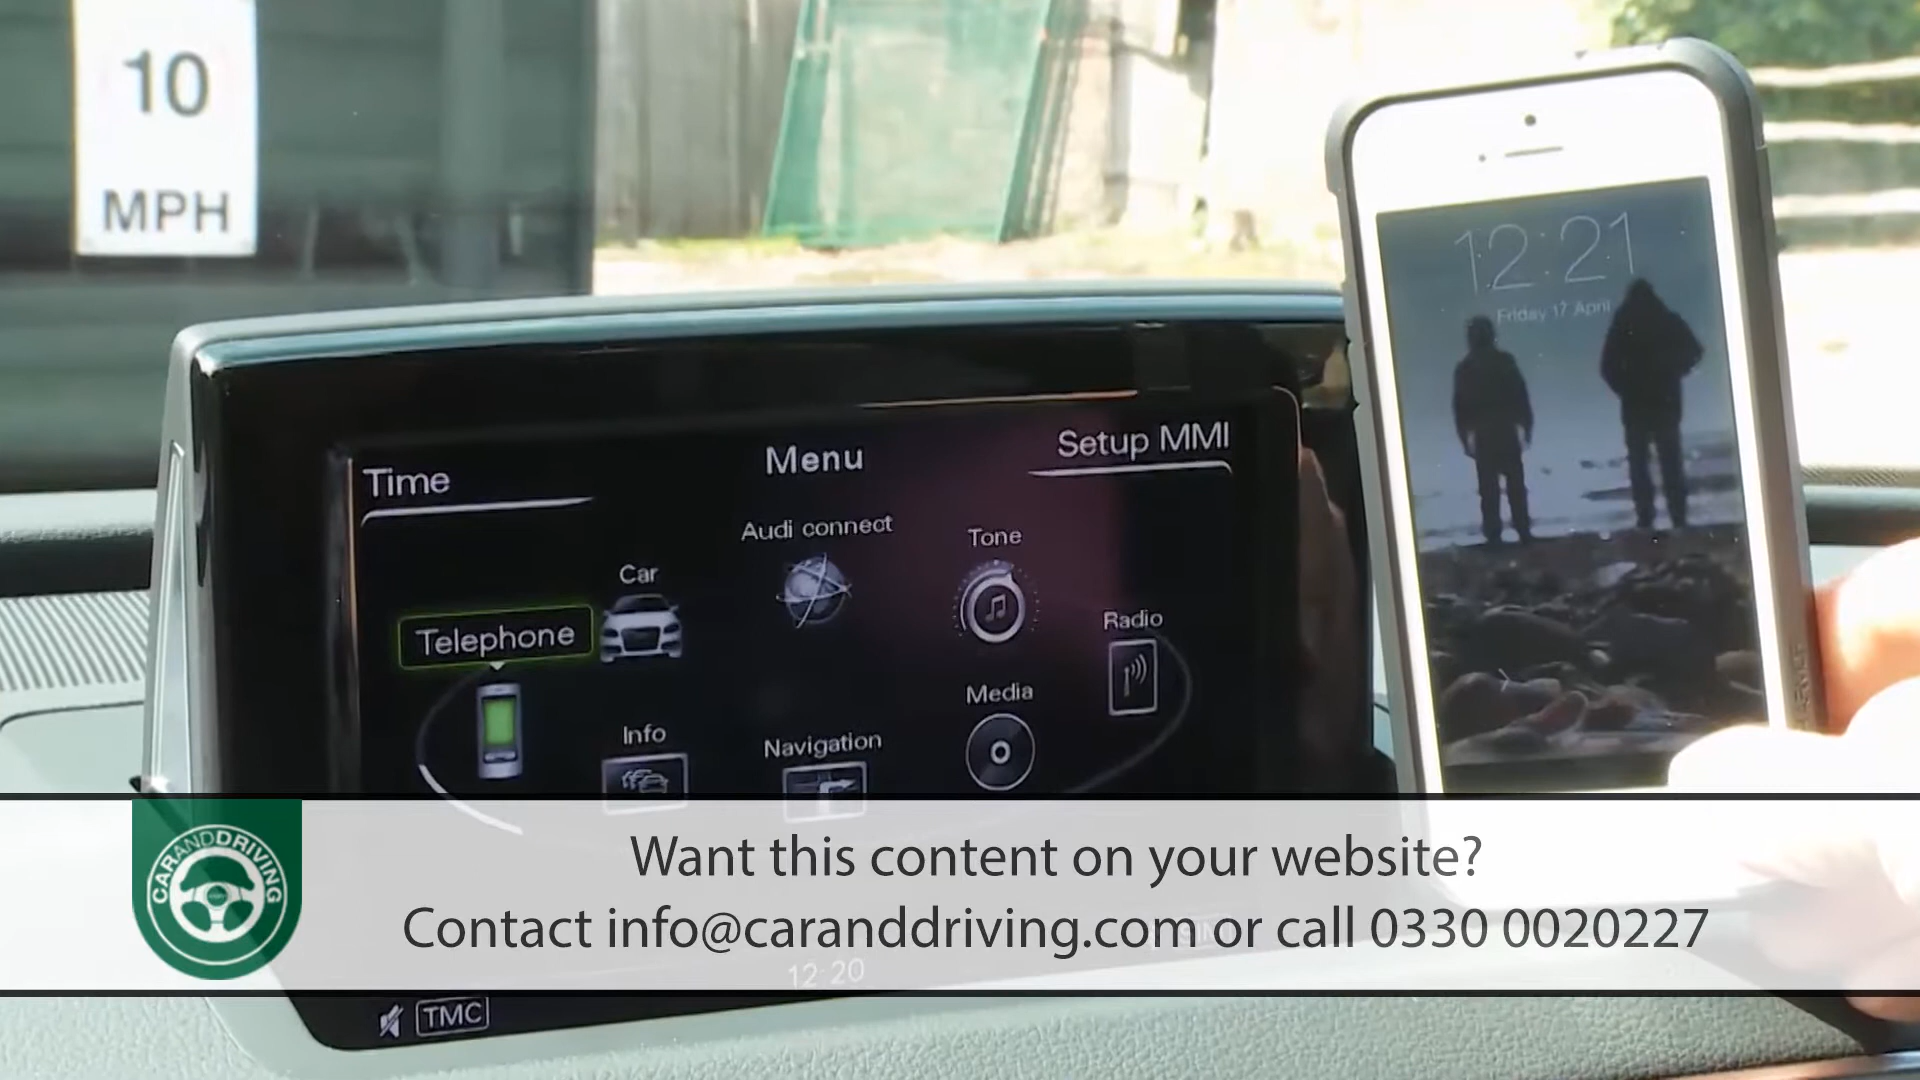 10
MPH
12:21
Friday 17 April
Time
Menu
Setup MMI
Audi connect
Tone
Car
Radio
Telephone
Media
Info
Navigation
CARANDDRIVING
Want this content on your website?
Contact info@caranddriving.com or call 0330 0020227
12:20
TMC